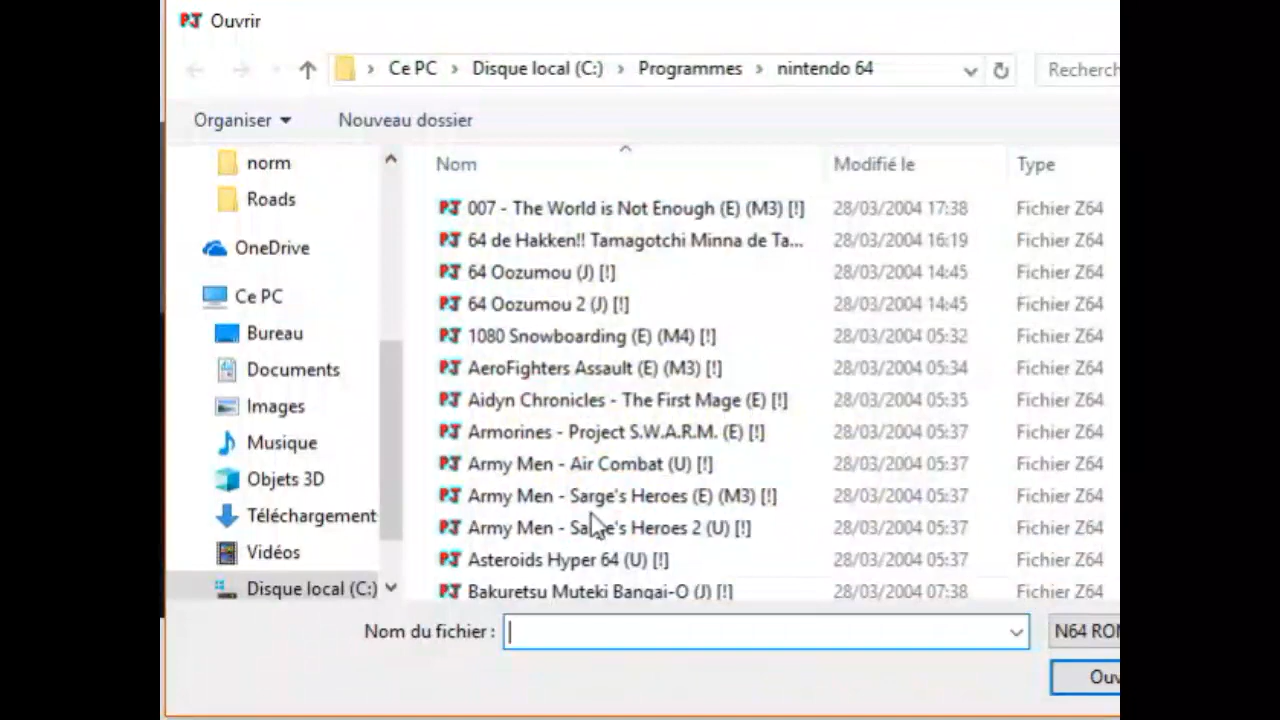 PJ Ouvrir
Ce PC > Disque local (C:) > Programmes > nintendo 64
Recherch
Organiser
Nouveau dossier
norm
Roads
OneDrive
Ce PC
Bureau
Documents
Images
Musique
Objets 3D
Téléchargement
Vidéos
Disque local (C:)
Nom Modifié le Type
007 - The World is Not Enough (E) (M3) [!] 28/03/2004 17:38 Fichier Z64
64 de Hakken!! Tamagotchi Minna de Ta... 28/03/2004 16:19 Fichier Z64
64 Oozumou (J) [!] 28/03/2004 14:45 Fichier Z64
64 Oozumou 2 (J) [!] 28/03/2004 14:45 Fichier Z64
1080 Snowboarding (E) (M4) [!] 28/03/2004 05:32 Fichier Z64
AeroFighters Assault (E) (M3) [!] 28/03/2004 05:34 Fichier Z64
Aidyn Chronicles - The First Mage (E) [!] 28/03/2004 05:35 Fichier Z64
Armorines - Project S.W.A.R.M. (E) [!] 28/03/2004 05:37 Fichier Z64
Army Men - Air Combat (U) [!] 28/03/2004 05:37 Fichier Z64
Army Men - Sarge's Heroes (E) (M3) [!] 28/03/2004 05:37 Fichier Z64
Army Men - Sarge's Heroes 2 (U) [!] 28/03/2004 05:37 Fichier Z64
Asteroids Hyper 64 (U) [!] 28/03/2004 05:37 Fichier Z64
Bakuretsu Muteki Bangai-O (J) [!] 28/03/2004 07:38 Fichier Z64
Nom du fichier :
N64 ROM
Ouv